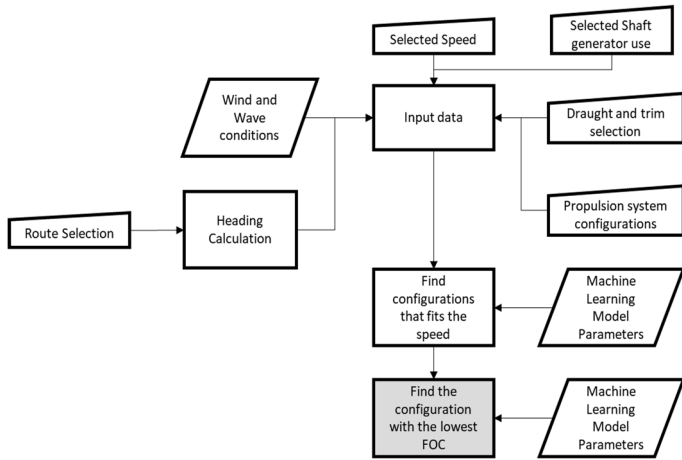 Selected Speed
Selected Shaft
generator use
Wind and
Wave
conditions
Input data
Draught and trim
selection
Route Selection
Heading
Calculation
Propulsion system
configurations
Find
configurations
that fits the
speed
Machine
Learning
Model
Parameters
Find the
configuration
with the lowest
FOC
Machine
Learning
Model
Parameters